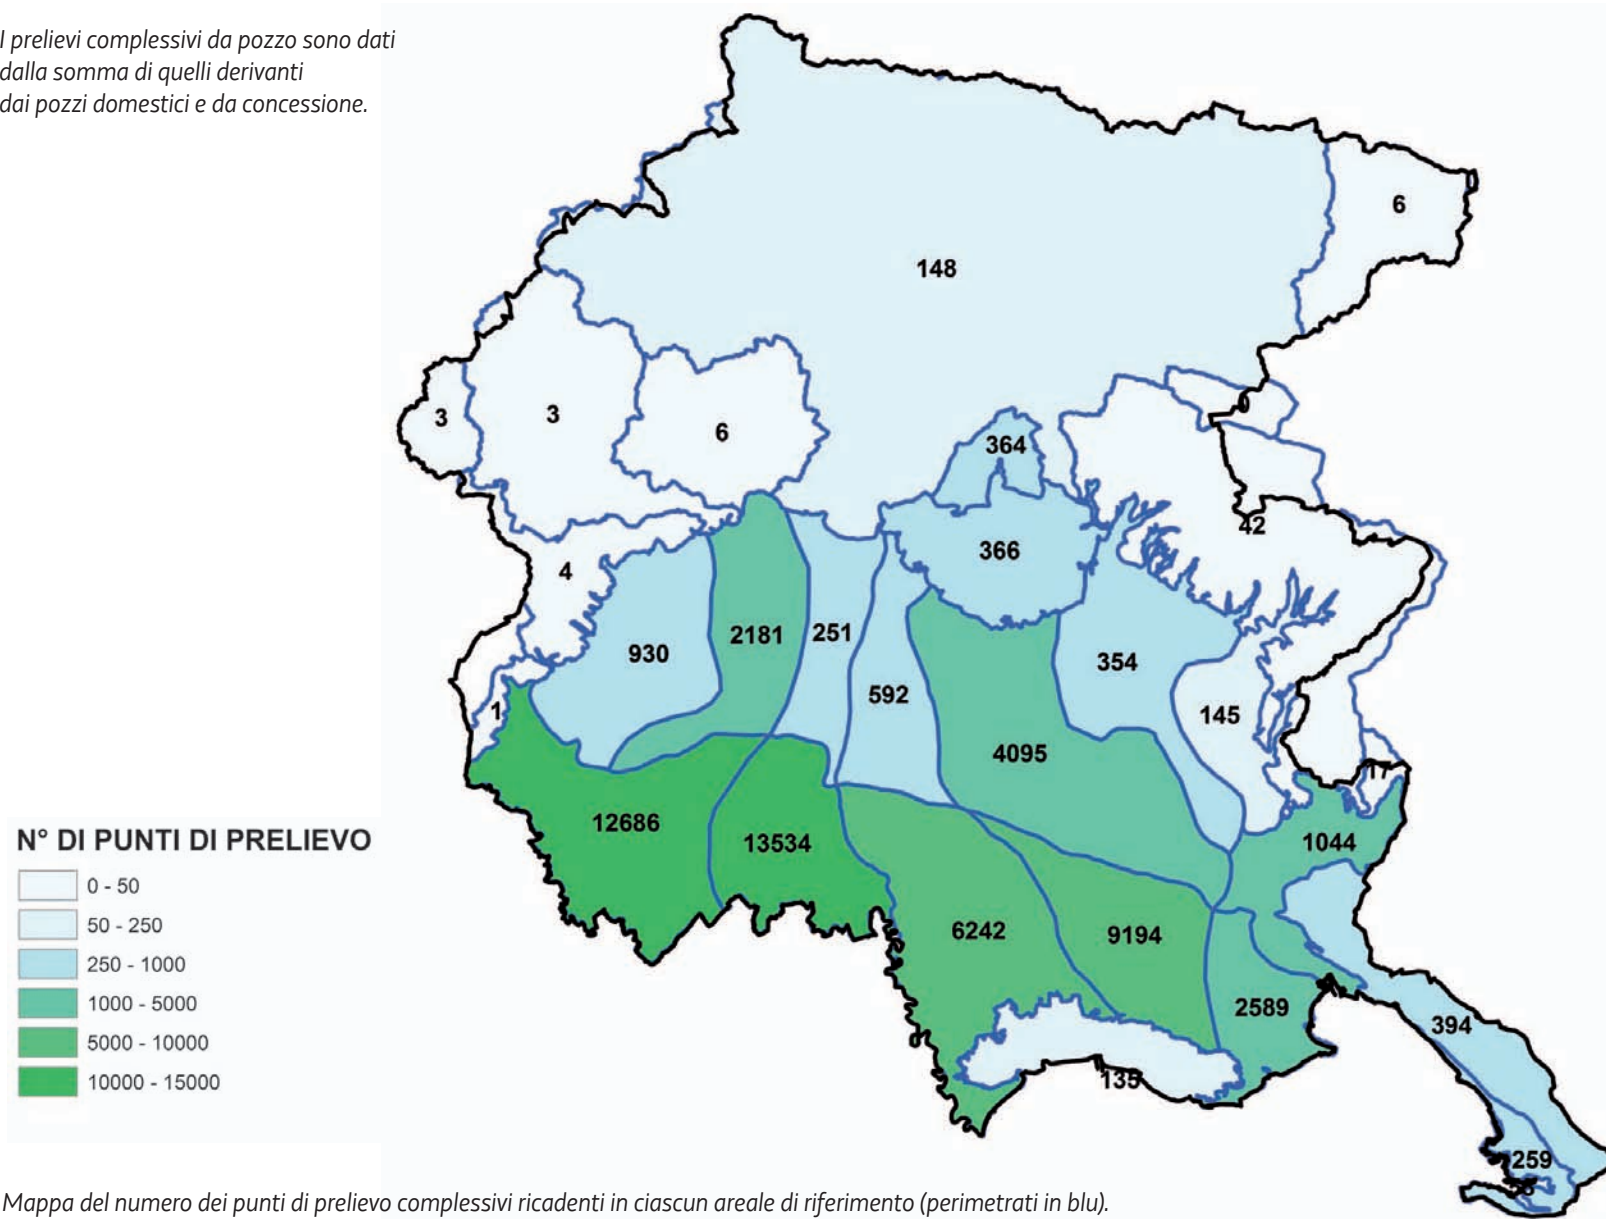 I prelievi complessivi da pozzo sono dati
dalla somma di quelli derivanti
dai pozzi domestici e da concessione.
6
148
3
3
6
364
0
42
366
4
930
2181
251
592
354
145
1
4095
17
12686
13534
1044
6242
9194
2589
394
135
259
N° DI PUNTI DI PRELIEVO
0 - 50
50 - 250
250 - 1000
1000 - 5000
5000 - 10000
10000 - 15000
Mappa del numero dei punti di prelievo complessivi ricadenti in ciascun areale di riferimento (perimetrati in blu).